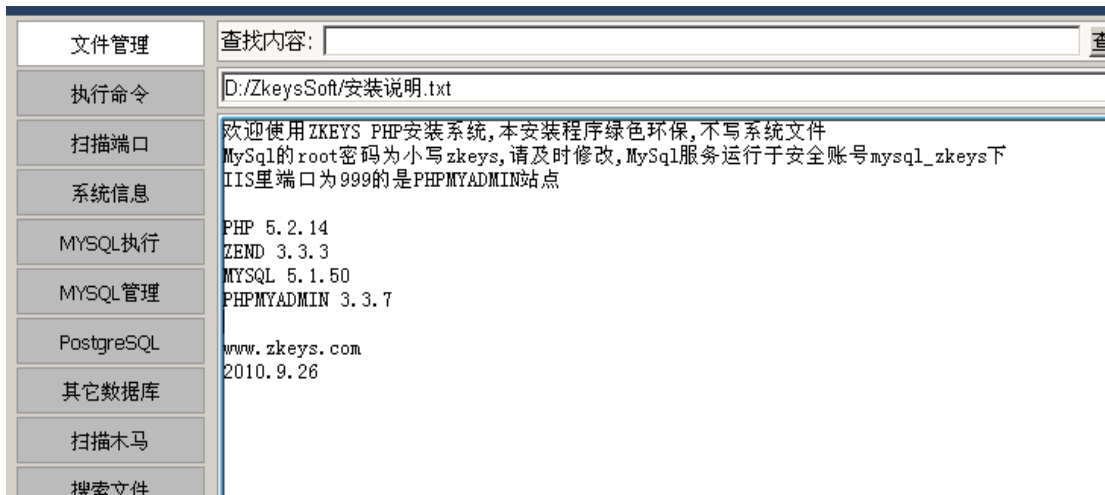 文件管理
执行命令
扫描端口
系统信息
MYSQL执行
MYSQL管理
PostgreSQL
其它数据库
扫描木马
搜索文件
查找内容:
D:/ZkeysSoft/安装说明.txt
欢迎使用ZKEYS PHP安装系统,本安装程序绿色环保,不写系统文件
MySql的root密码为小写zkeys,请及时修改,MySql服务运行于安全账号mysql_zkeys下
IIS里端口为999的是PHPMYADMIN站点
PHP 5.2.14
ZEND 3.3.3
MYSQL 5.1.50
PHPMYADMIN 3.3.7
www.zkeys.com
2010.9.26